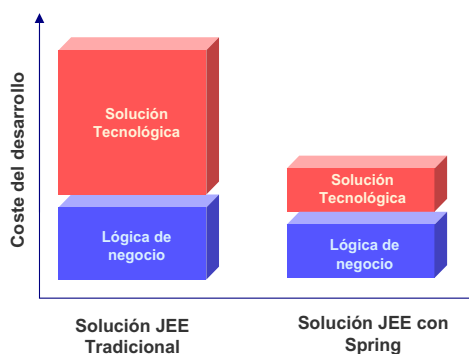 Coste del desarrollo
Solución
Tecnológica
Lógica de
negocio
Solución
Tecnológica
Lógica de
negocio
Solución JEE
Tradicional
Solución JEE con
Spring